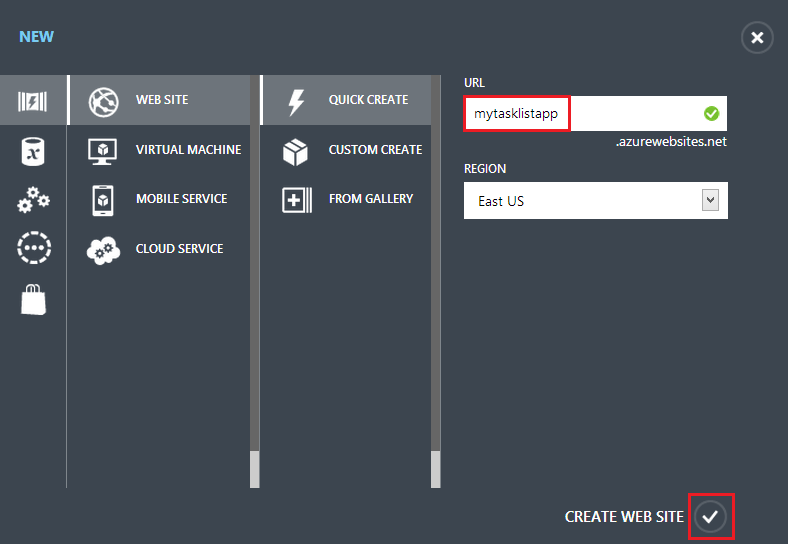 NEW
WEB SITE
VIRTUAL MACHINE
MOBILE SERVICE
CLOUD SERVICE
QUICK CREATE
CUSTOM CREATE
FROM GALLERY
URL
mytasklistapp
.azurewebsites.net
REGION
East US
CREATE WEB SITE